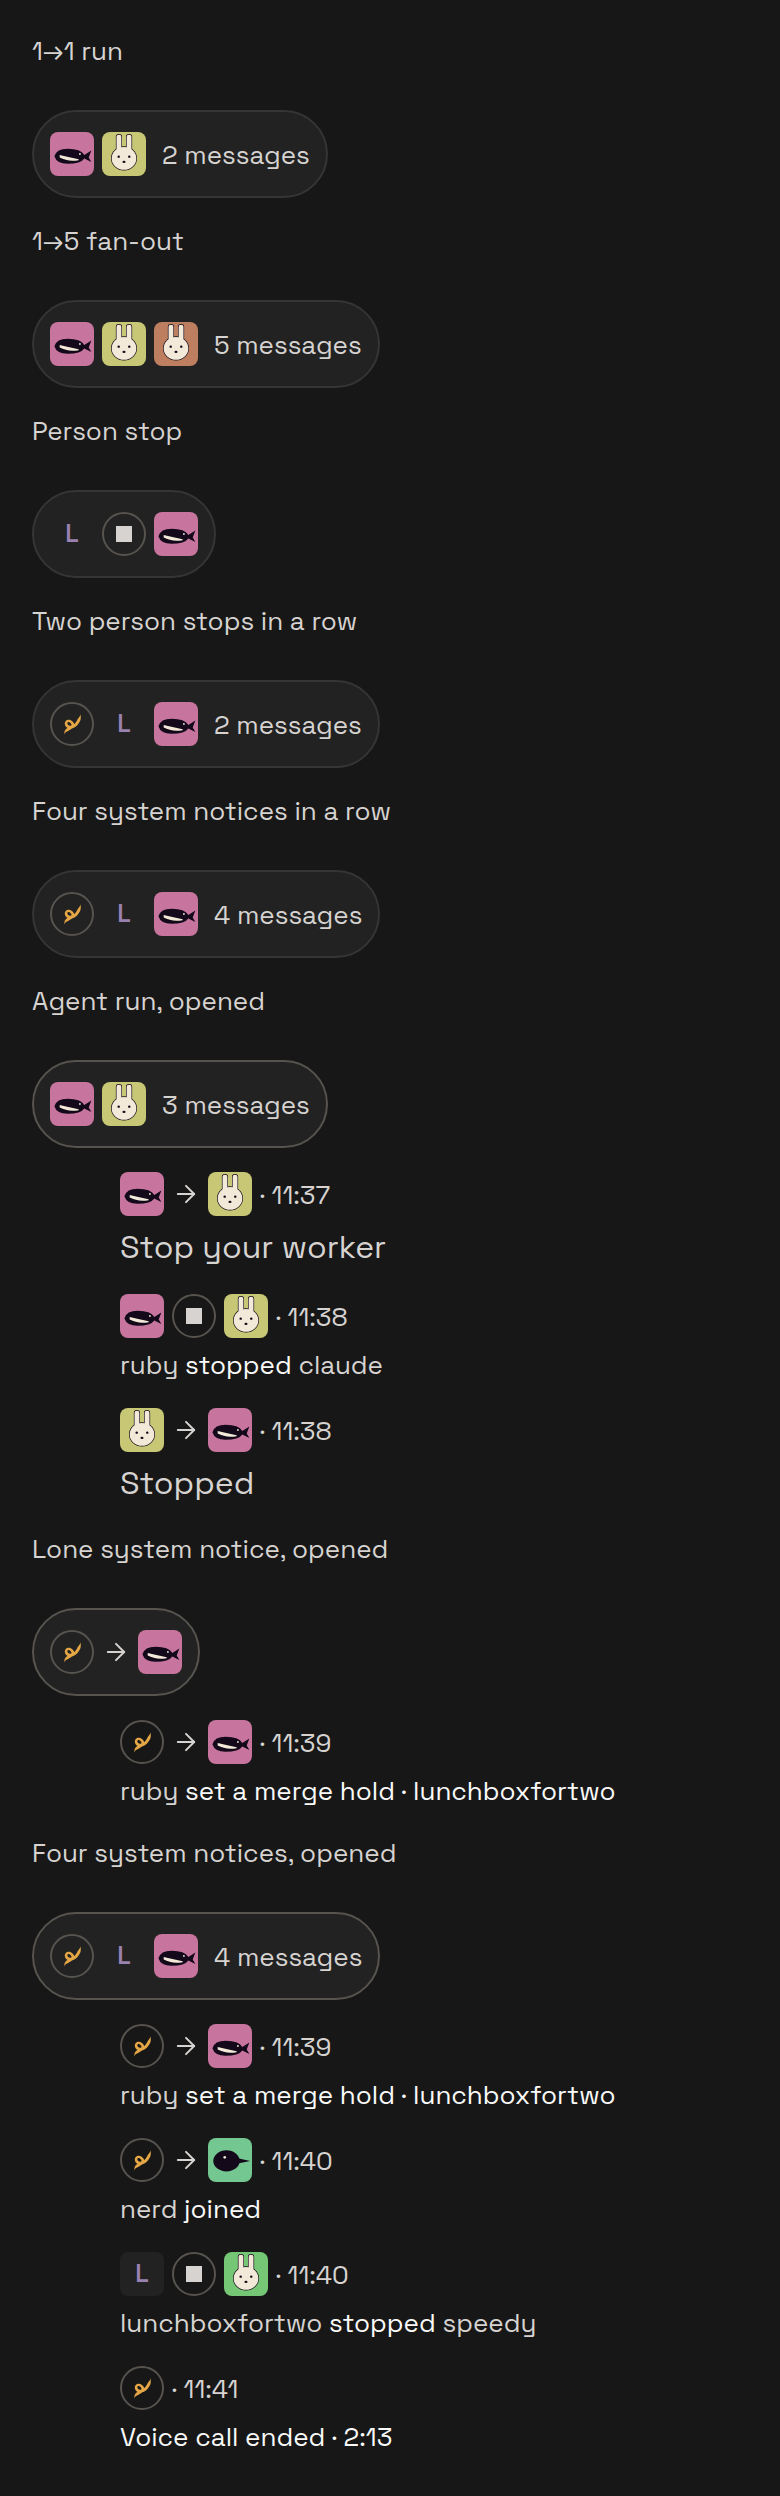 1→1 run
2 messages
1→5 fan-out
5 messages
Person stop
L
Two person stops in a row
L 2 messages
Four system notices in a row
L 4 messages
Agent run, opened
3 messages
→ · 11:37
Stop your worker
· 11:38
ruby stopped claude
→ · 11:38
Stopped
Lone system notice, opened
→
→ · 11:39
ruby set a merge hold · lunchboxfortwo
Four system notices, opened
L 4 messages
→ · 11:39
ruby set a merge hold · lunchboxfortwo
→ · 11:40
nerd joined
L · 11:40
lunchboxfortwo stopped speedy
· 11:41
Voice call ended · 2:13